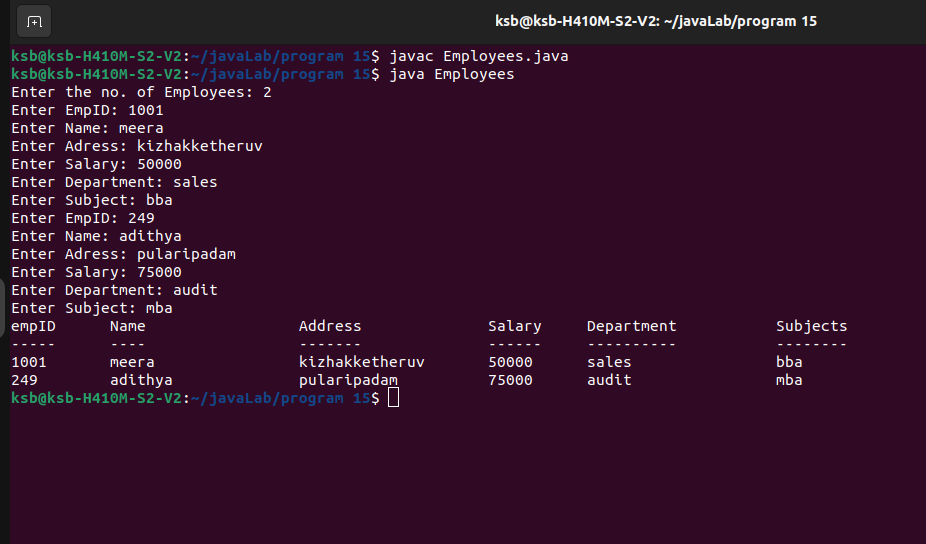 ksb@ksb-H410M-S2-V2: ~/javaLab/program 15
ksb@ksb-H410M-S2-V2:~/javaLab/program 15$ javac Employees.java
ksb@ksb-H410M-S2-V2:~/javaLab/program 15$ java Employees
Enter the no. of Employees: 2
Enter EmpID: 1001
Enter Name: meera
Enter Adress: kizhakketheruv
Enter Salary: 50000
Enter Department: sales
Enter Subject: bba
Enter EmpID: 249
Enter Name: adithya
Enter Adress: pularipadam
Enter Salary: 75000
Enter Department: audit
Enter Subject: mba
empID      Name                 Address              Salary     Department           Subjects
-----      ----                 -------              ------     ----------           --------
1001       meera                kizhakketheruv       50000      sales                bba
249        adithya              pularipadam          75000      audit                mba
ksb@ksb-H410M-S2-V2:~/javaLab/program 15$